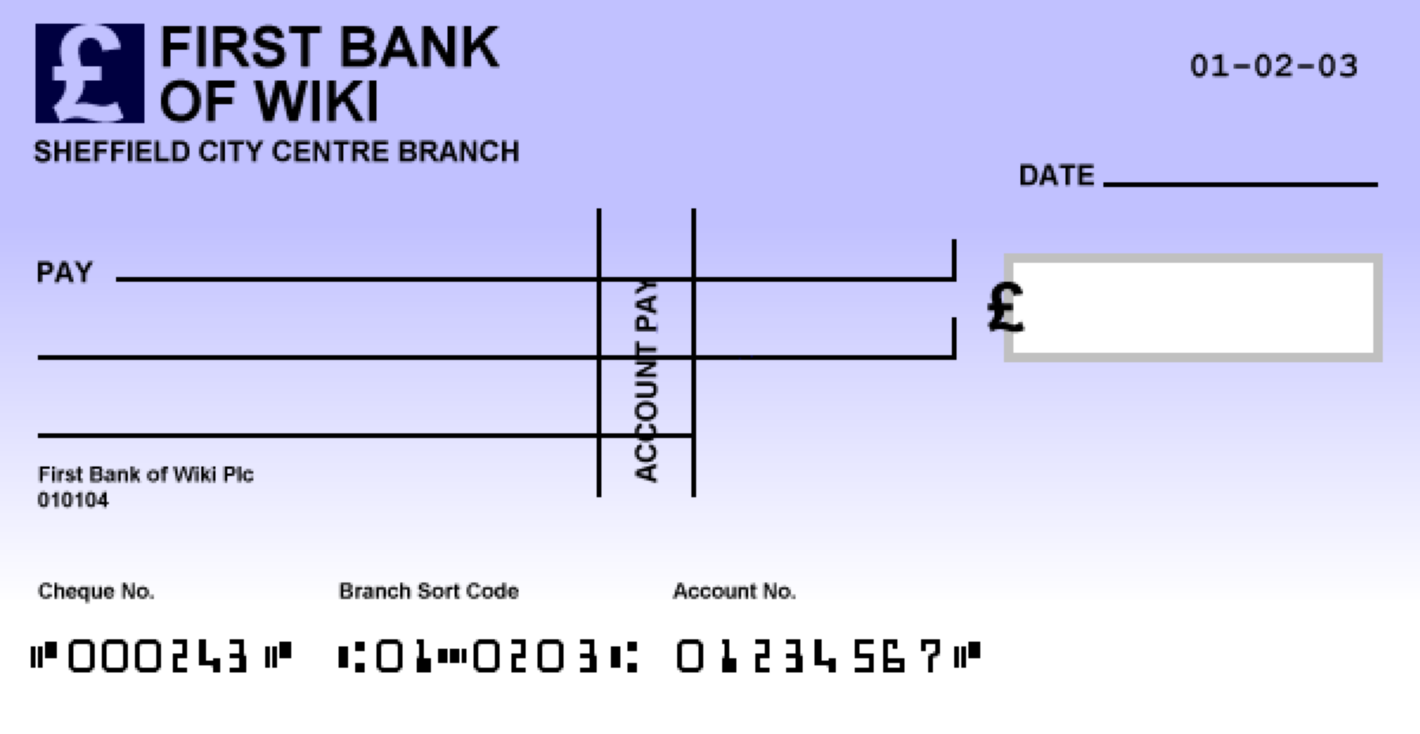 £ FIRST BANK
OF WIKI
SHEFFIELD CITY CENTRE BRANCH
01-02-03
DATE
PAY
£
ACCOUNT PAY
First Bank of Wiki Plc
010104
Cheque No. Branch Sort Code Account No.
⑈000243⑈ ⑆01⑉0203⑆ 01234567⑈